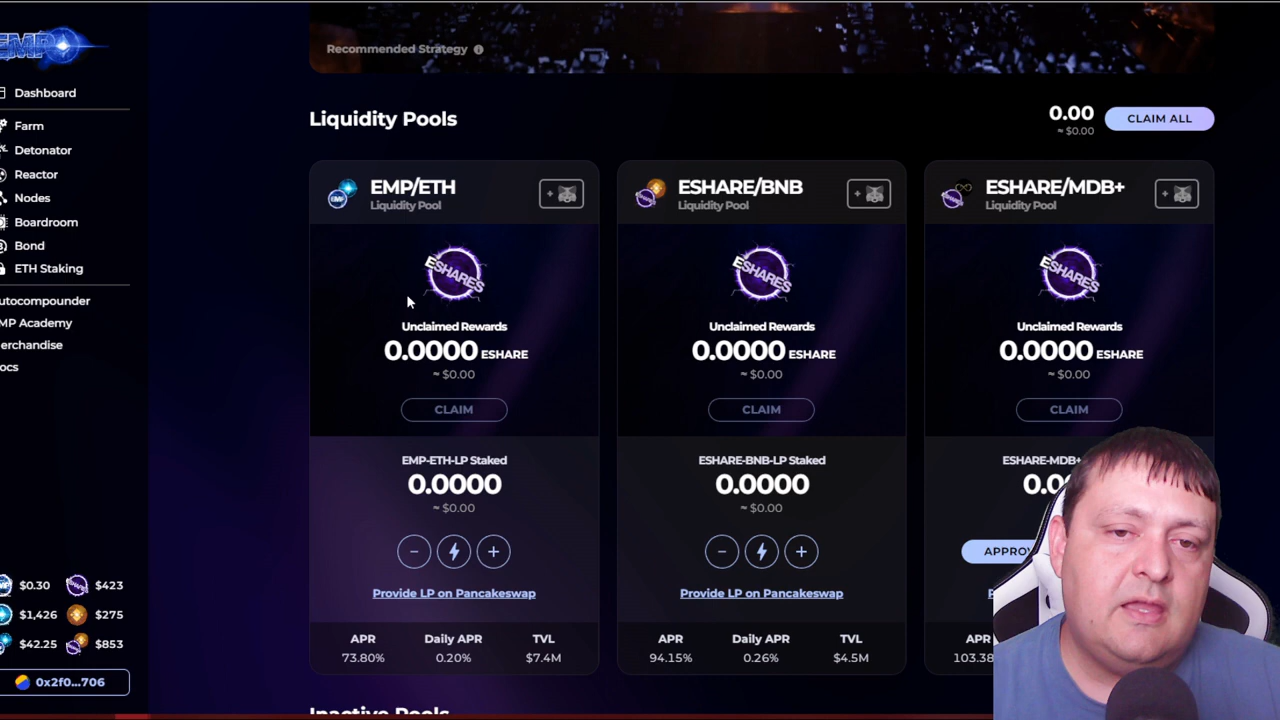 EMP
Recommended Strategy
Dashboard
Farm
Detonator
Reactor
Nodes
Boardroom
Bond
ETH Staking
utocompounder
MP Academy
erchandise
ocs
$0.30 $423
$1,426 $275
$42.25 $853
0x2f0...706
Liquidity Pools
0.00
≈ $0.00
CLAIM ALL
EMP/ETH
Liquidity Pool
ESHARES
Unclaimed Rewards
0.0000 ESHARE
≈ $0.00
CLAIM
EMP-ETH-LP Staked
0.0000
≈ $0.00
Provide LP on Pancakeswap
APR Daily APR TVL
73.80% 0.20% $7.4M
ESHARE/BNB
Liquidity Pool
ESHARES
Unclaimed Rewards
0.0000 ESHARE
≈ $0.00
CLAIM
ESHARE-BNB-LP Staked
0.0000
≈ $0.00
Provide LP on Pancakeswap
APR Daily APR TVL
94.15% 0.26% $4.5M
ESHARE/MDB+
Liquidity Pool
ESHARES
Unclaimed Rewards
0.0000 ESHARE
≈ $0.00
CLAIM
ESHARE-MDB+
0.0
APPROV
APR
103.38